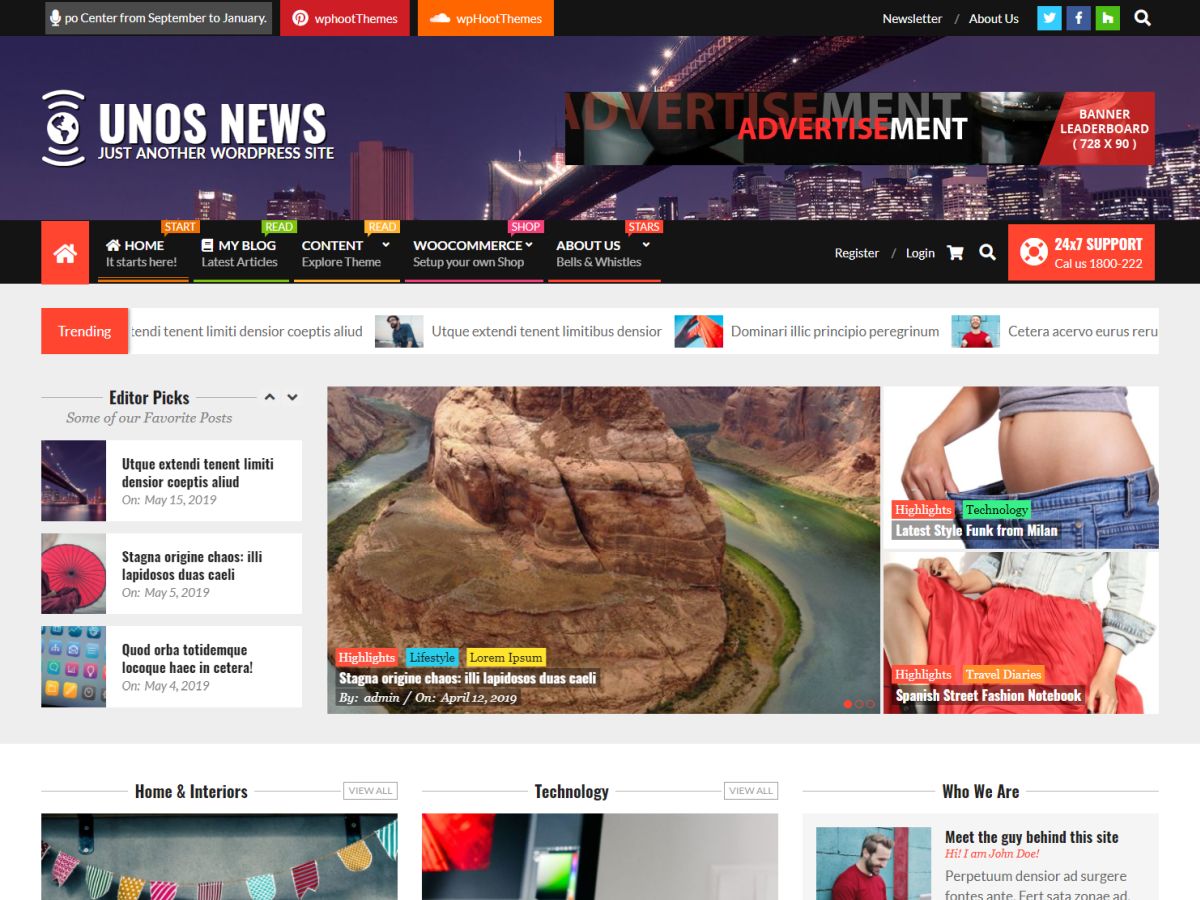 po Center from September to January.
wphootThemes
wpHootThemes
Newsletter / About Us
UNOS NEWS
JUST ANOTHER WORDPRESS SITE
ADVERTISEMENT
ADVERTISEMENT
BANNER
LEADERBOARD
( 728 X 90 )
START
READ
READ
SHOP
STARS
HOME
It starts here!
MY BLOG
Latest Articles
CONTENT
Explore Theme
WOOCOMMERCE
Setup your own Shop
ABOUT US
Bells & Whistles
Register / Login
24x7 SUPPORT
Cal us 1800-222
Trending
tendi tenent limiti densior coeptis aliud
Utque extendi tenent limitibus densior
Dominari illic principio peregrinum
Cetera acervo eurus reru
Editor Picks
Some of our Favorite Posts
Utque extendi tenent limiti
densior coeptis aliud
On: May 15, 2019
Stagna origine chaos: illi
lapidosos duas caeli
On: May 5, 2019
Quod orba totidemque
locoque haec in cetera!
On: May 4, 2019
Highlights Lifestyle Lorem Ipsum
Stagna origine chaos: illi lapidosos duas caeli
By: admin / On: April 12, 2019
Highlights Technology
Latest Style Funk from Milan
Highlights Travel Diaries
Spanish Street Fashion Notebook
Home & Interiors
VIEW ALL
Technology
VIEW ALL
Who We Are
Meet the guy behind this site
Hi! I am John Doe!
Perpetuum densior ad surgere
fontes ante. Fert sata zonae ad.